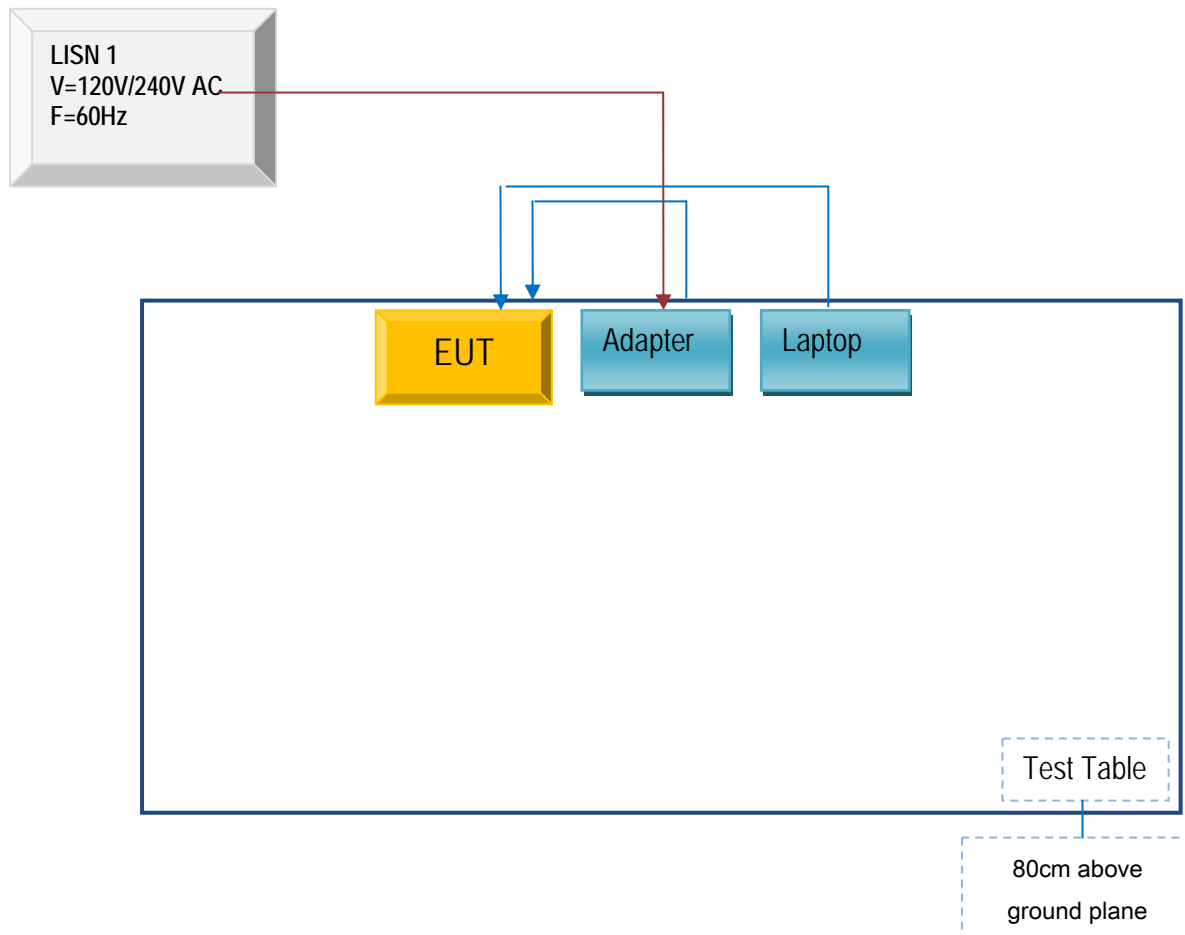 LISN 1
V=120V/240V AC
F=60Hz
EUT
Adapter
Laptop
Test Table
80cm above
ground plane